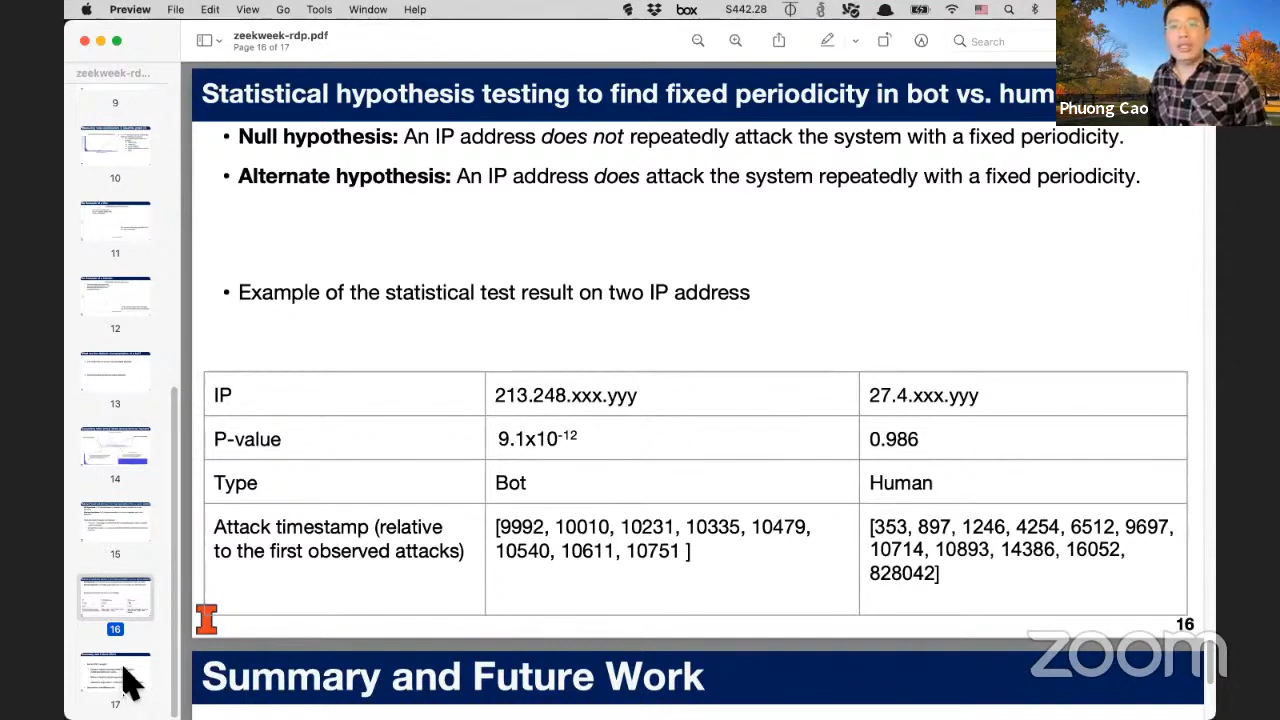 Preview File Edit View Go Tools Window Help box S442.28
zeekweek-rdp.pdf
Page 16 of 17
Search
zeekweek-rd...
9
10
11
12
13
14
15
16
17
Statistical hypothesis testing to find fixed periodicity in bot vs. hum
Phuong Cao
• Null hypothesis: An IP address does not repeatedly attack the system with a fixed periodicity.
• Alternate hypothesis: An IP address does attack the system repeatedly with a fixed periodicity.
• Example of the statistical test result on two IP address
IP 213.248.xxx.yyy 27.4.xxx.yyy
P-value 9.1x10⁻¹² 0.986
Type Bot Human
Attack timestamp (relative [9992, 10010, 10231, 10335, 10479, [353, 897, 1246, 4254, 6512, 9697,
to the first observed attacks) 10540, 10611, 10751 ] 10714, 10893, 14386, 16052,
828042]
16
zoom
Summary and Future Work